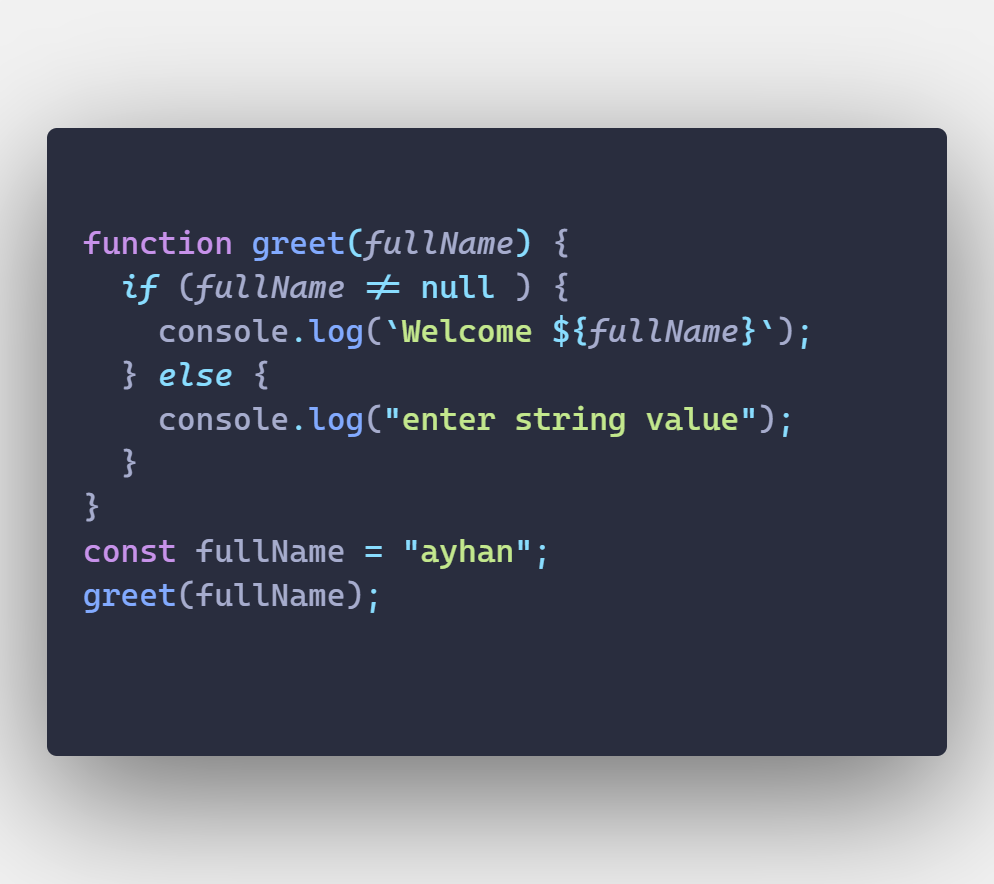 function greet(fullName) {
  if (fullName != null ) {
    console.log(`Welcome ${fullName}`);
  } else {
    console.log("enter string value");
  }
}
const fullName = "ayhan";
greet(fullName);